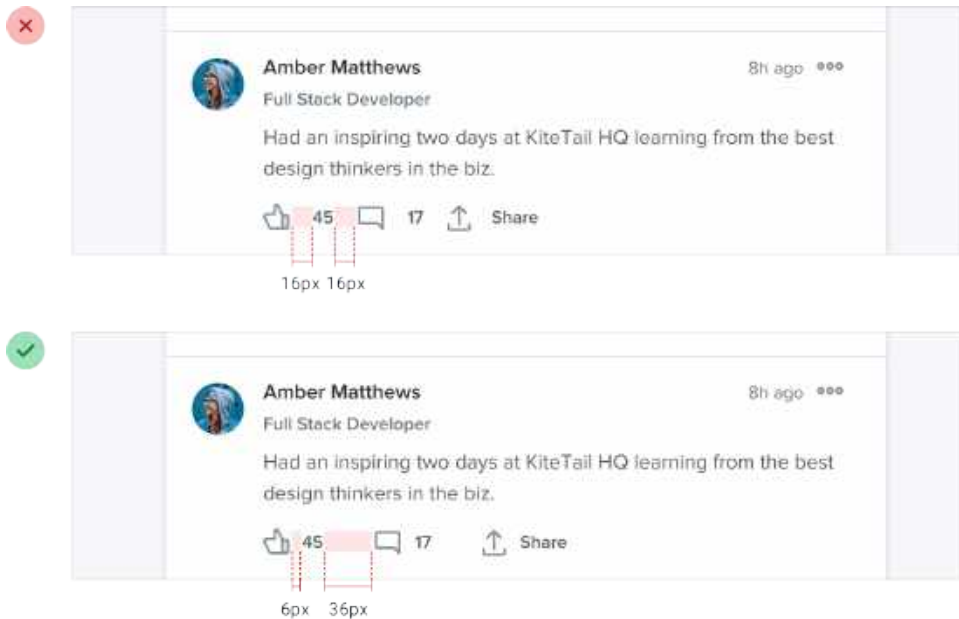 Amber Matthews 8h ago
Full Stack Developer
Had an inspiring two days at KiteTail HQ learning from the best
design thinkers in the biz.
45 17 Share
16px 16px
Amber Matthews 8h ago
Full Stack Developer
Had an inspiring two days at KiteTail HQ learning from the best
design thinkers in the biz.
45 17 Share
6px 36px